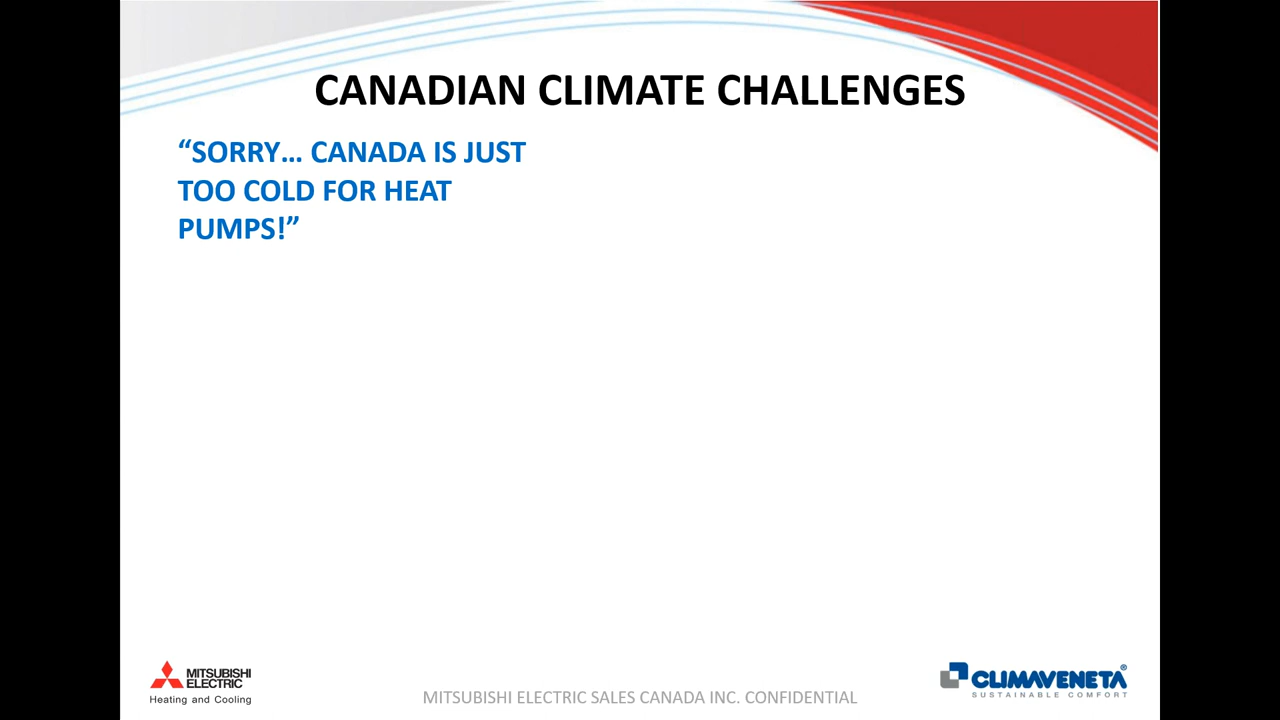 CANADIAN CLIMATE CHALLENGES
“SORRY… CANADA IS JUST
TOO COLD FOR HEAT
PUMPS!”
MITSUBISHI
ELECTRIC
Heating and Cooling
MITSUBISHI ELECTRIC SALES CANADA INC. CONFIDENTIAL
CLIMAVENETA®
SUSTAINABLE COMFORT